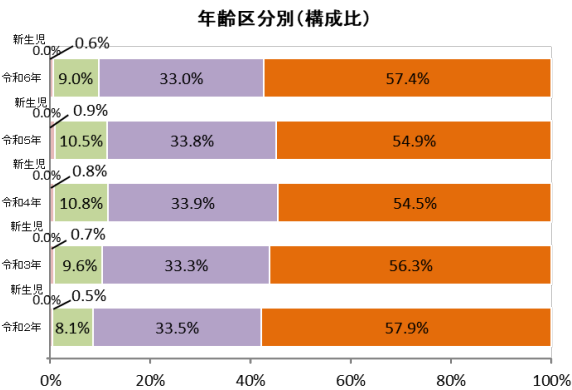 年齢区分別（構成比）
新生児
0.0%
0.6%
令和6年
9.0%
33.0%
57.4%
新生児
0.0%
0.9%
令和5年
10.5%
33.8%
54.9%
新生児
0.0%
0.8%
令和4年
10.8%
33.9%
54.5%
新生児
0.0%
0.7%
令和3年
9.6%
33.3%
56.3%
新生児
0.0%
0.5%
令和2年
8.1%
33.5%
57.9%
0%
20%
40%
60%
80%
100%